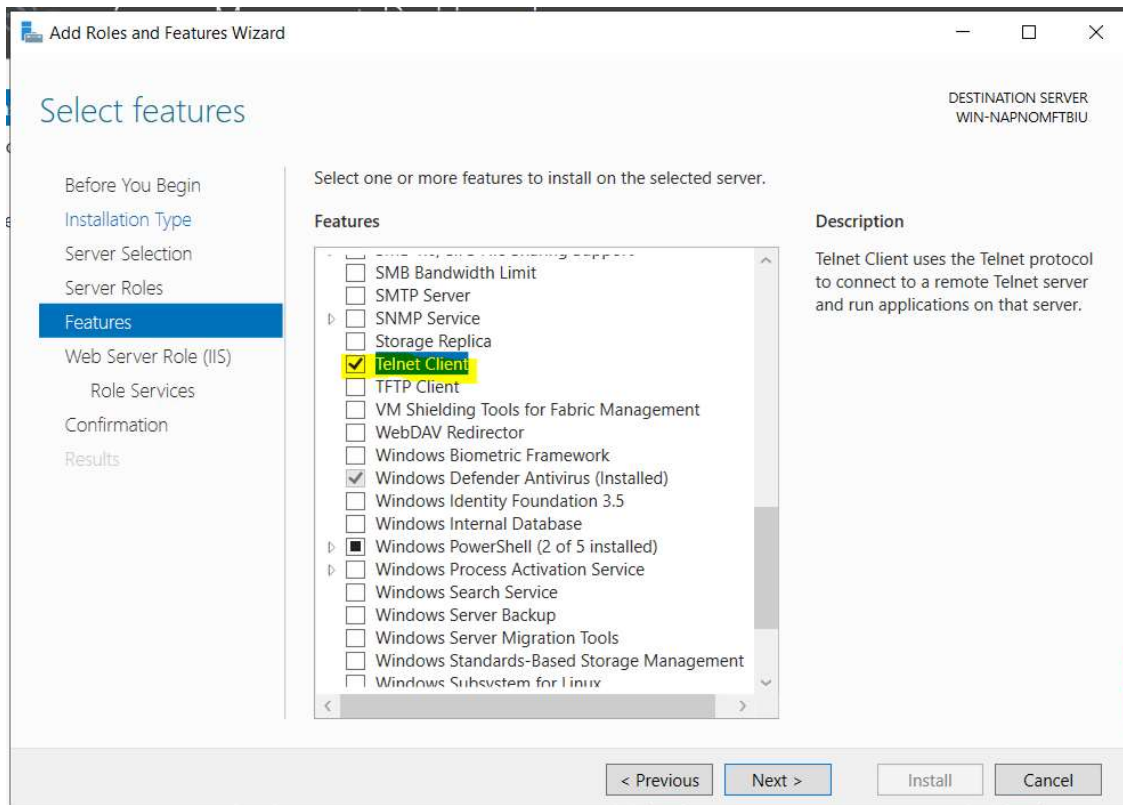 Add Roles and Features Wizard
Select features
DESTINATION SERVER
WIN-NAPNOMFTBIU
Before You Begin
Installation Type
Server Selection
Server Roles
Features
Web Server Role (IIS)
Role Services
Confirmation
Results
Select one or more features to install on the selected server.
Features
SMB Bandwidth Limit
SMTP Server
SNMP Service
Storage Replica
Telnet Client
TFTP Client
VM Shielding Tools for Fabric Management
WebDAV Redirector
Windows Biometric Framework
Windows Defender Antivirus (Installed)
Windows Identity Foundation 3.5
Windows Internal Database
Windows PowerShell (2 of 5 installed)
Windows Process Activation Service
Windows Search Service
Windows Server Backup
Windows Server Migration Tools
Windows Standards-Based Storage Management
Windows Subsystem for Linux
Description
Telnet Client uses the Telnet protocol
to connect to a remote Telnet server
and run applications on that server.
< Previous
Next >
Install
Cancel